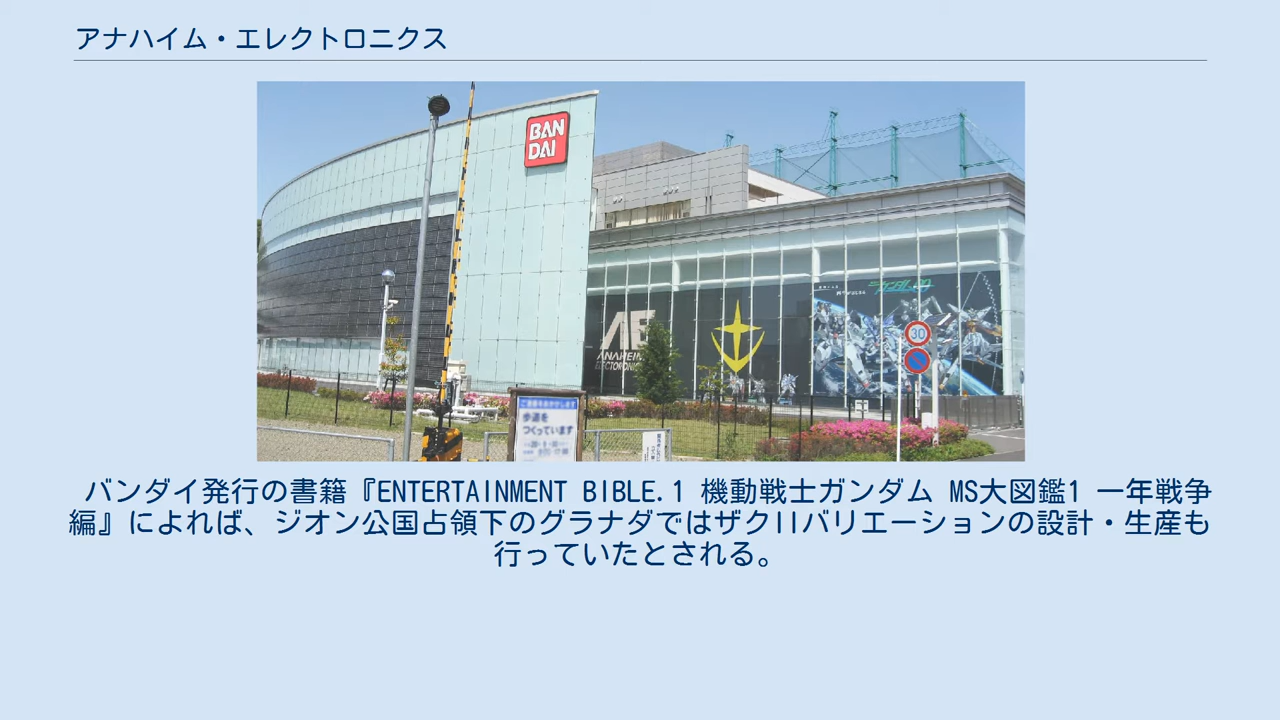 アナハイム・エレクトロニクス
BAN
DAI
AE
ANAHEIM
ELECTRONICS
30
歩道を
つくっています
バンダイ発行の書籍『ENTERTAINMENT BIBLE.1 機動戦士ガンダム MS大図鑑1 一年戦争
編』によれば、ジオン公国占領下のグラナダではザクIIバリエーションの設計・生産も
行っていたとされる。